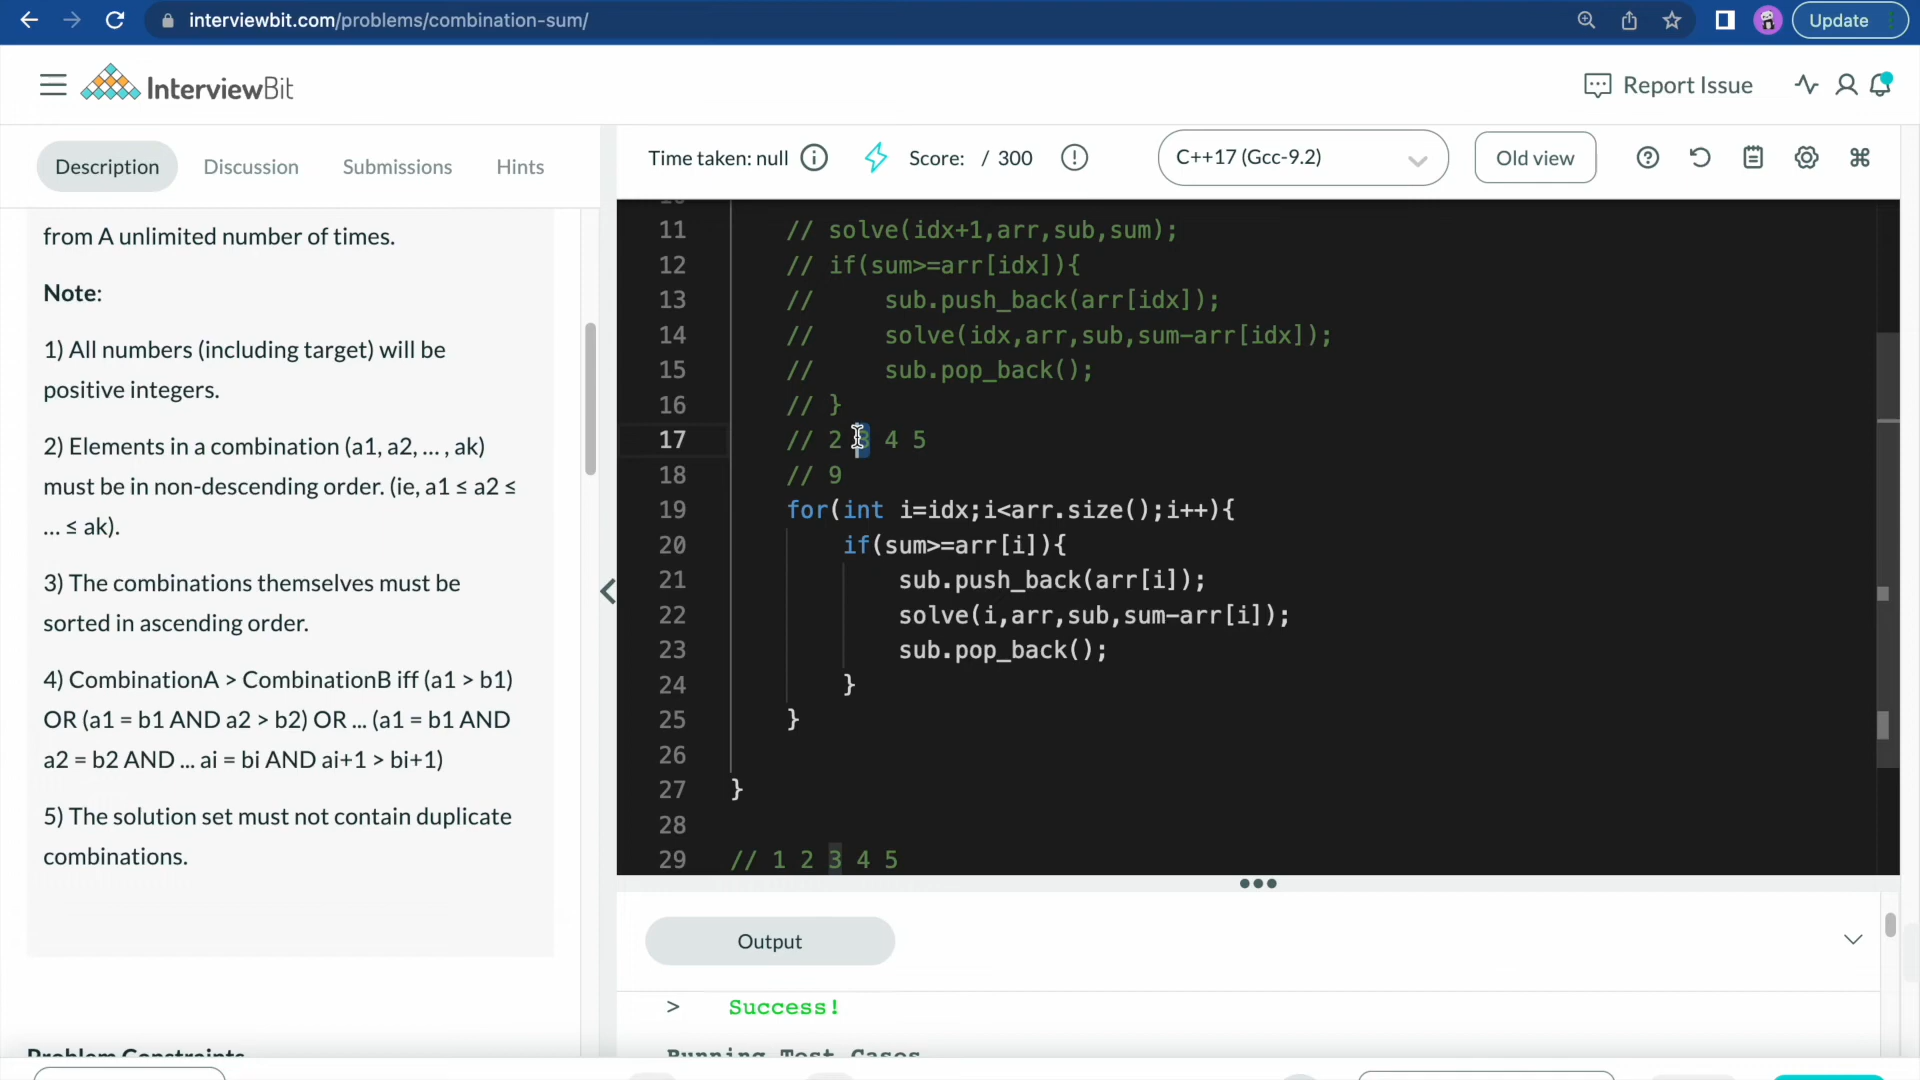 interviewbit.com/problems/combination-sum/
Update
InterviewBit
Report Issue
Description
Discussion
Submissions
Hints
Time taken: null
Score: / 300
C++17 (Gcc-9.2)
Old view
from A unlimited number of times.
Note:
1) All numbers (including target) will be
positive integers.
2) Elements in a combination (a1, a2, … , ak)
must be in non-descending order. (ie, a1 ≤ a2 ≤
… ≤ ak).
3) The combinations themselves must be
sorted in ascending order.
4) CombinationA > CombinationB iff (a1 > b1)
OR (a1 = b1 AND a2 > b2) OR … (a1 = b1 AND
a2 = b2 AND … ai = bi AND ai+1 > bi+1)
5) The solution set must not contain duplicate
combinations.
Problem Constraints
10
11 // solve(idx+1,arr,sub,sum);
12 // if(sum>=arr[idx]){
13 //     sub.push_back(arr[idx]);
14 //     solve(idx,arr,sub,sum-arr[idx]);
15 //     sub.pop_back();
16 // }
17 // 2 3 4 5
18 // 9
19 for(int i=idx;i<arr.size();i++){
20 if(sum>=arr[i]){
21 sub.push_back(arr[i]);
22 solve(i,arr,sub,sum-arr[i]);
23 sub.pop_back();
24 }
25 }
26
27 }
28
29 // 1 2 3 4 5
Output
> Success!
Running Test Cases